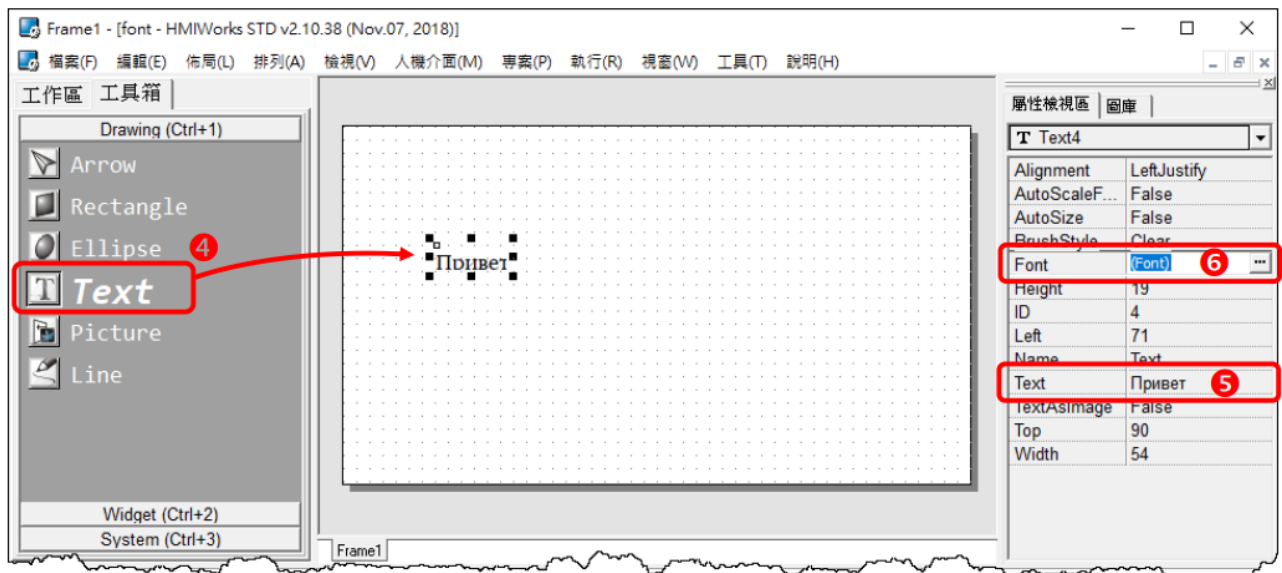 Frame1 - [font - HMIWorks STD v2.10.38 (Nov.07, 2018)]
檔案(F) 編輯(E) 佈局(L) 排列(A) 檢視(V) 人機介面(M) 專案(P) 執行(R) 視窗(W) 工具(T) 說明(H)
工作區 工具箱
Drawing (Ctrl+1)
Arrow
Rectangle
Ellipse 4
Text
Picture
Line
Widget (Ctrl+2)
System (Ctrl+3)
Привет
Frame1
屬性檢視區 圖庫
T Text4
Alignment LeftJustify
AutoScaleF... False
AutoSize False
BrushStyle Clear
Font (Font) 6 ...
Height 19
ID 4
Left 71
Name Text
Text Привет 5
TextAsImage False
Top 90
Width 54